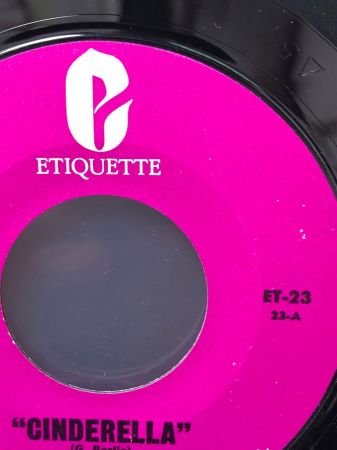 ETIQUETTE
ET-23
23-A
"CINDERELLA"
(G.